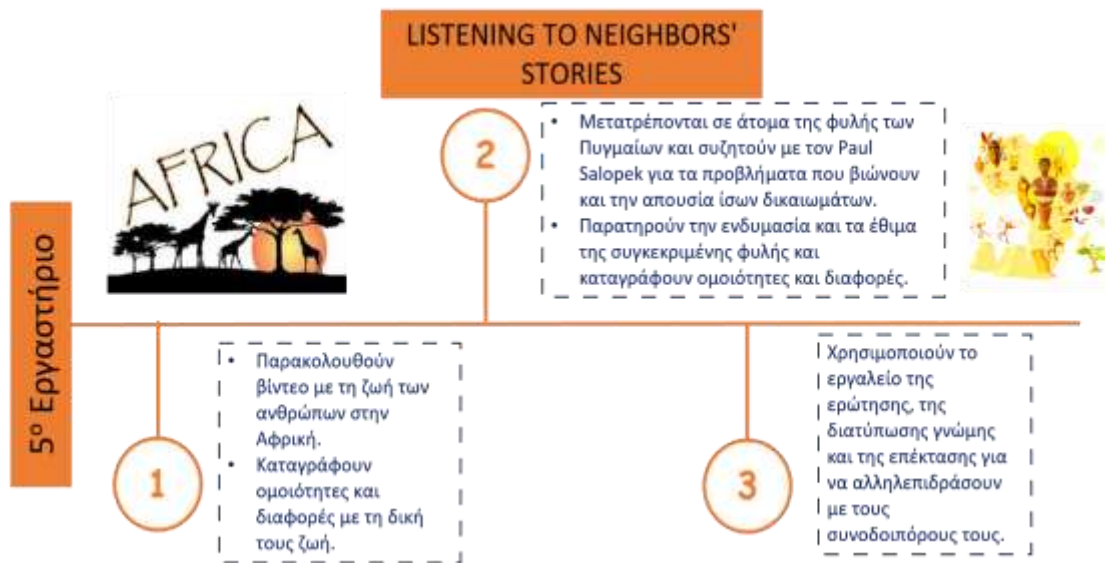 LISTENING TO NEIGHBORS'
STORIES
AFRICA
5ο Εργαστήριο
1
• Παρακολουθούν
βίντεο με τη ζωή των
ανθρώπων στην
Αφρική.
• Καταγράφουν
ομοιότητες και
διαφορές με τη δική
τους ζωή.
2
• Μετατρέπονται σε άτομα της φυλής των
Πυγμαίων και συζητούν με τον Paul
Salopek για τα προβλήματα που βιώνουν
και την απουσία ίσων δικαιωμάτων.
• Παρατηρούν την ενδυμασία και τα έθιμα
της συγκεκριμένης φυλής και
καταγράφουν ομοιότητες και διαφορές.
3
Χρησιμοποιούν το
εργαλείο της
ερώτησης, της
διατύπωσης γνώμης
και της επέκτασης για
να αλληλεπιδράσουν
με τους
συνοδοιπόρους τους.